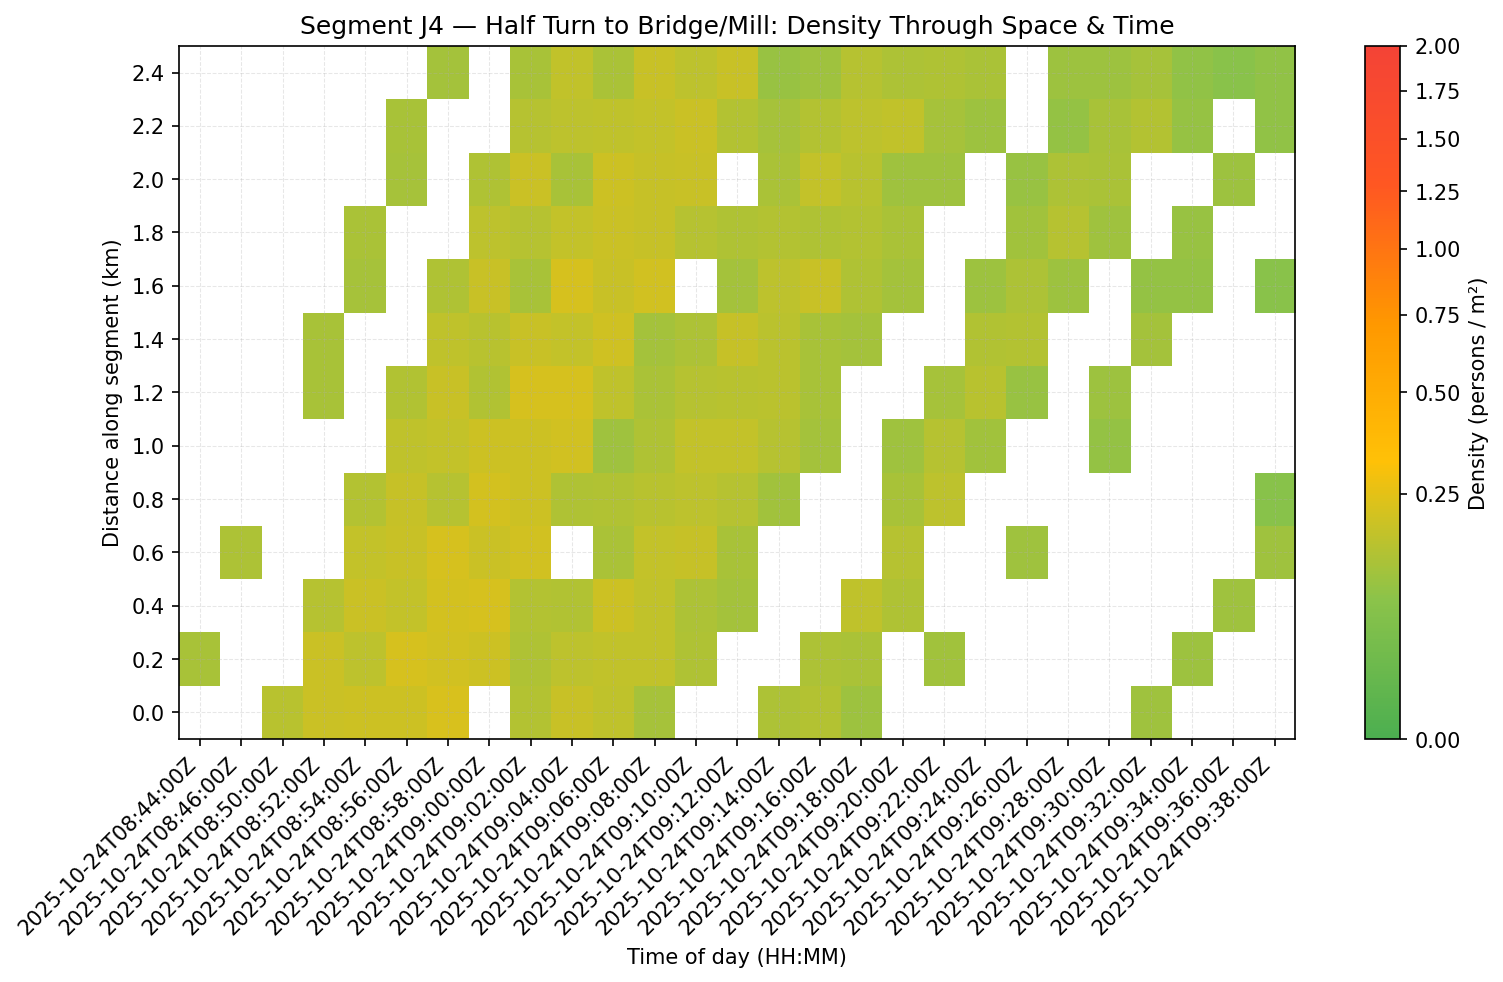 Segment J4 — Half Turn to Bridge/Mill: Density Through Space & Time
Distance along segment (km)
2.4
2.2
2.0
1.8
1.6
1.4
1.2
1.0
0.8
0.6
0.4
0.2
0.0
2025-10-24T08:44:00Z
2025-10-24T08:46:00Z
2025-10-24T08:50:00Z
2025-10-24T08:52:00Z
2025-10-24T08:54:00Z
2025-10-24T08:56:00Z
2025-10-24T08:58:00Z
2025-10-24T09:00:00Z
2025-10-24T09:02:00Z
2025-10-24T09:04:00Z
2025-10-24T09:06:00Z
2025-10-24T09:08:00Z
2025-10-24T09:10:00Z
2025-10-24T09:12:00Z
2025-10-24T09:14:00Z
2025-10-24T09:16:00Z
2025-10-24T09:18:00Z
2025-10-24T09:20:00Z
2025-10-24T09:22:00Z
2025-10-24T09:24:00Z
2025-10-24T09:26:00Z
2025-10-24T09:28:00Z
2025-10-24T09:30:00Z
2025-10-24T09:32:00Z
2025-10-24T09:34:00Z
2025-10-24T09:36:00Z
2025-10-24T09:38:00Z
Time of day (HH:MM)
2.00
1.75
1.50
1.25
1.00
0.75
0.50
0.25
0.00
Density (persons / m²)